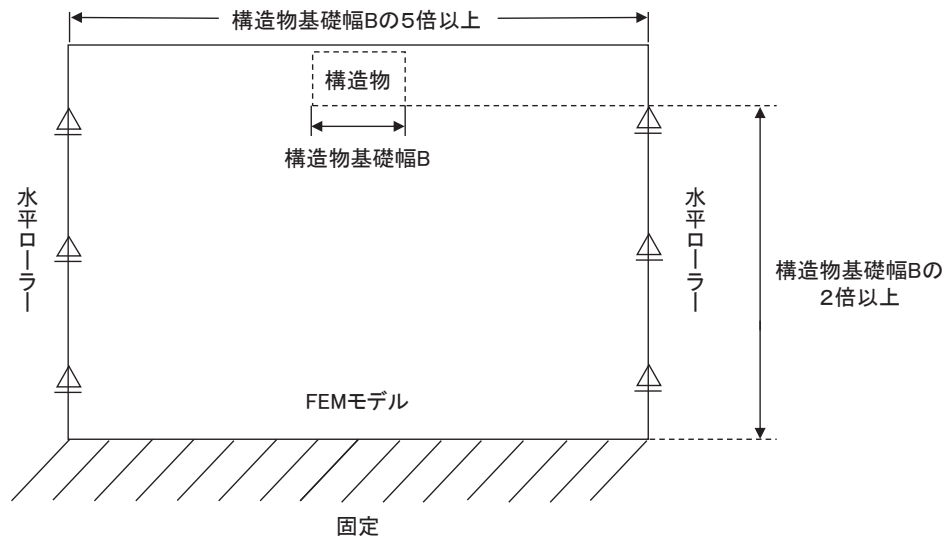 構造物基礎幅Bの5倍以上
構造物
構造物基礎幅B
水平ローラー
水平ローラー
構造物基礎幅Bの
2倍以上
FEMモデル
固定